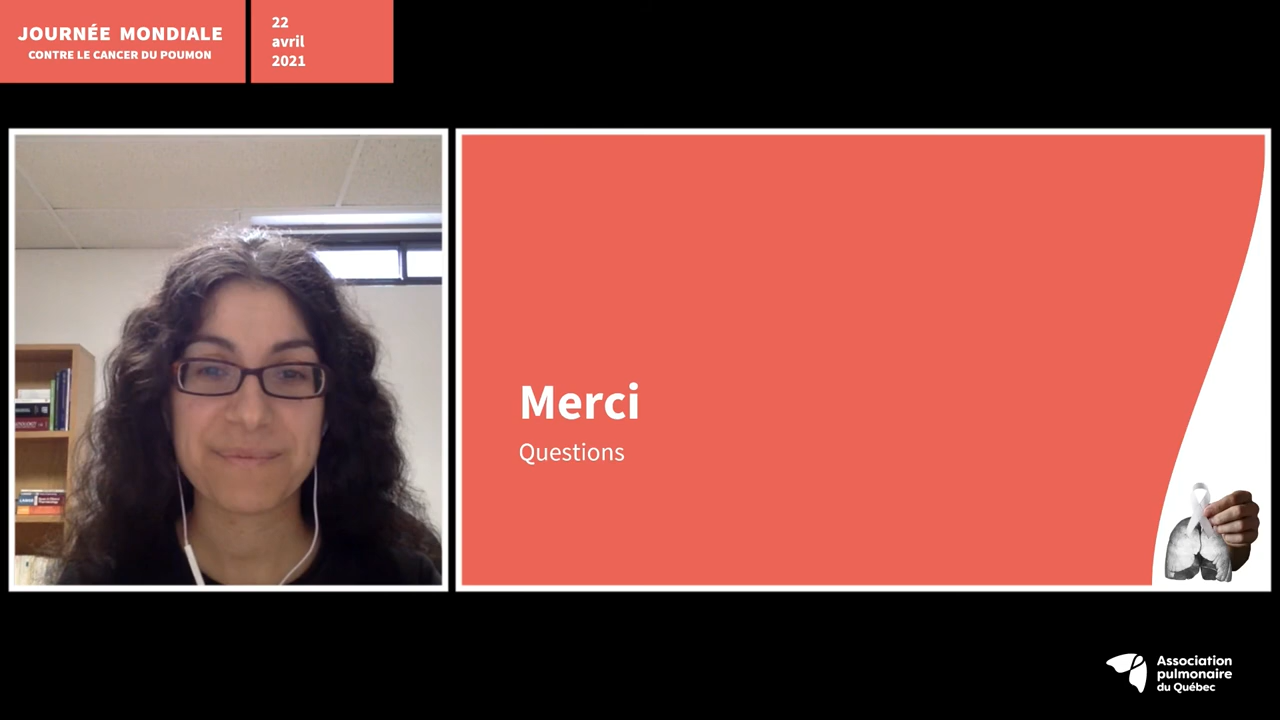 JOURNÉE MONDIALE
CONTRE LE CANCER DU POUMON
22
avril
2021
Merci
Questions
Association
pulmonaire
du Québec